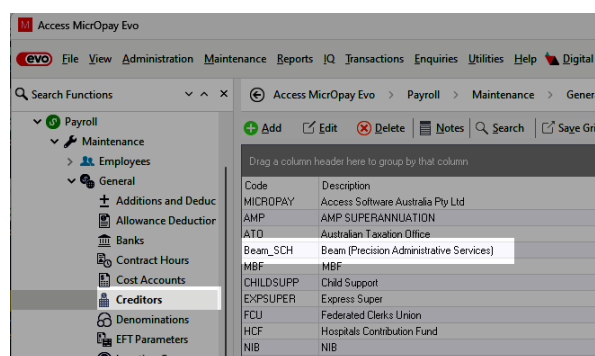 M Access MicrOpay Evo
evo File View Administration Maintenance Reports IQ Transactions Enquiries Utilities Help Digital
Search Functions
Access MicrOpay Evo > Payroll > Maintenance > Gener
Payroll
Maintenance
Employees
General
Additions and Deduc
Allowance Deduction
Banks
Contract Hours
Cost Accounts
Creditors
Denominations
EFT Parameters
Add Edit Delete Notes Search Save Gri
Drag a column header here to group by that column
Code Description
MICROPAY Access Software Australia Pty Ltd
AMP AMP SUPERANNUATION
ATO Australian Taxation Office
Beam_SCH Beam (Precision Administrative Services)
MBF MBF
CHILDSUPP Child Support
EXPSUPER Express Super
FCU Federated Clerks Union
HCF Hospitals Contribution Fund
NIB NIB